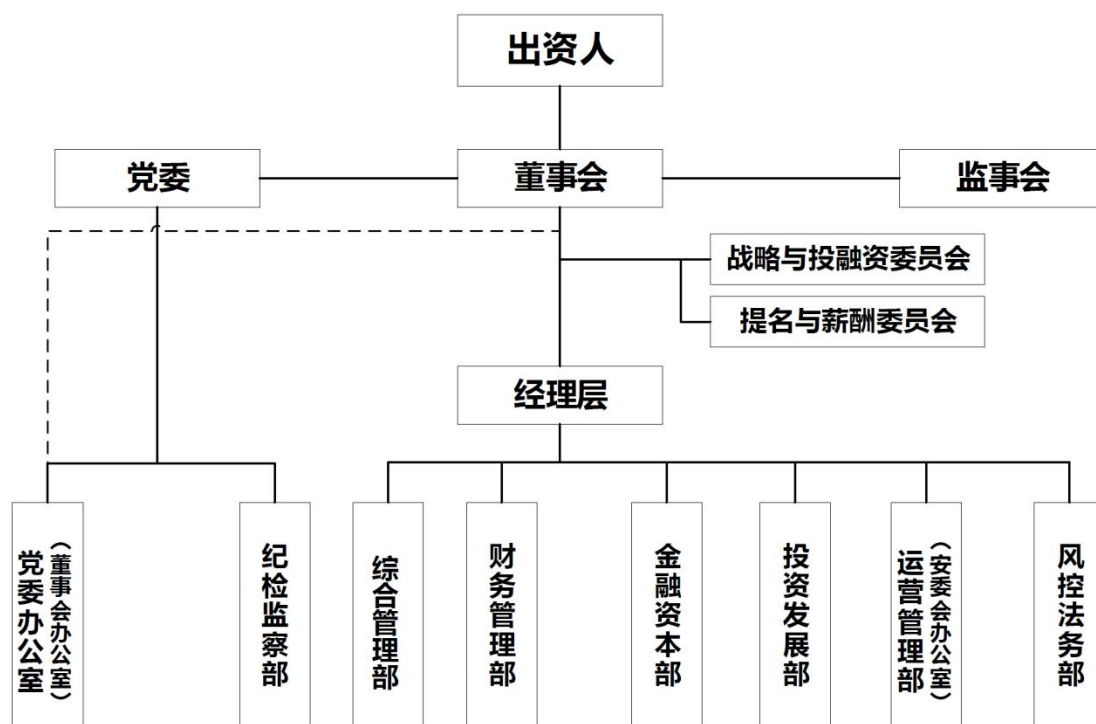 出资人
党委
董事会
监事会
战略与投融资委员会
提名与薪酬委员会
经理层
党委办公室
（董事会办公室）
纪检监察部
综合管理部
财务管理部
金融资本部
投资发展部
运营管理部
（安委会办公室）
风控法务部